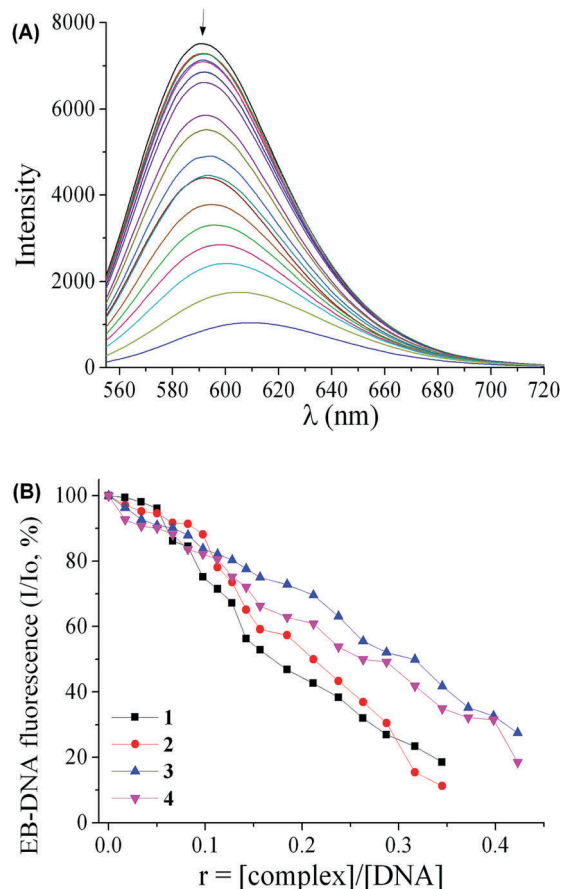 (A)
8000
6000
4000
2000
0
Intensity
560 580 600 620 640 660 680 700 720
λ (nm)
(B)
100
80
60
40
20
0
EB-DNA fluorescence (I/Io, %)
1
2
3
4
0.0 0.1 0.2 0.3 0.4
r = [complex]/[DNA]